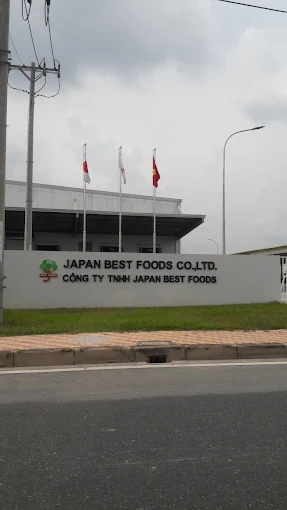 JAPAN BEST FOODS CO.,LTD.
CÔNG TY TNHH JAPAN BEST FOODS